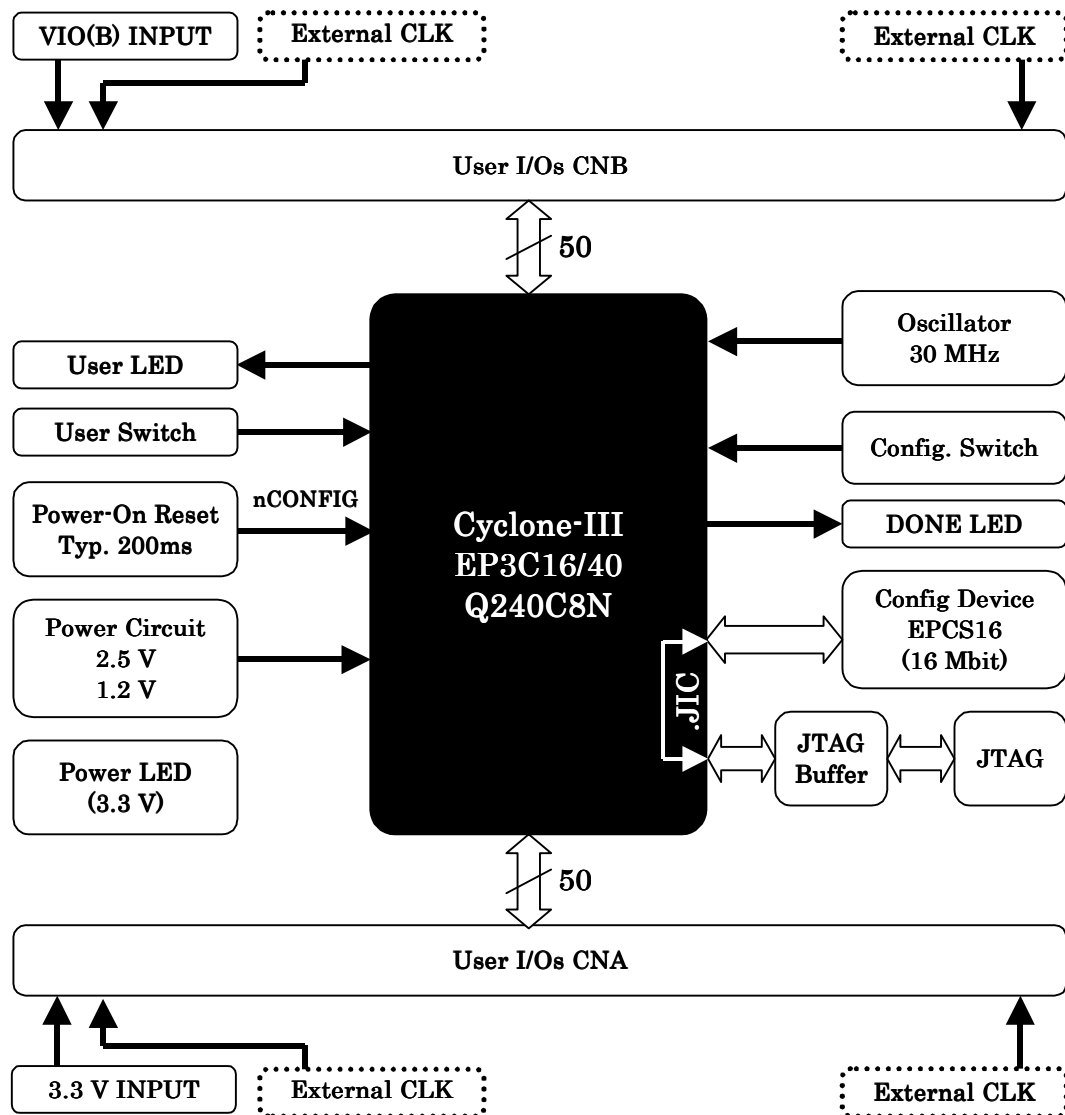 VIO(B) INPUT
External CLK
External CLK
User I/Os CNB
50
User LED
User Switch
nCONFIG
Power-On Reset
Typ. 200ms
Power Circuit
2.5 V
1.2 V
Power LED
(3.3 V)
Cyclone-III
EP3C16/40
Q240C8N
.JIC
Oscillator
30 MHz
Config. Switch
DONE LED
Config Device
EPCS16
(16 Mbit)
JTAG
Buffer
JTAG
50
User I/Os CNA
3.3 V INPUT
External CLK
External CLK